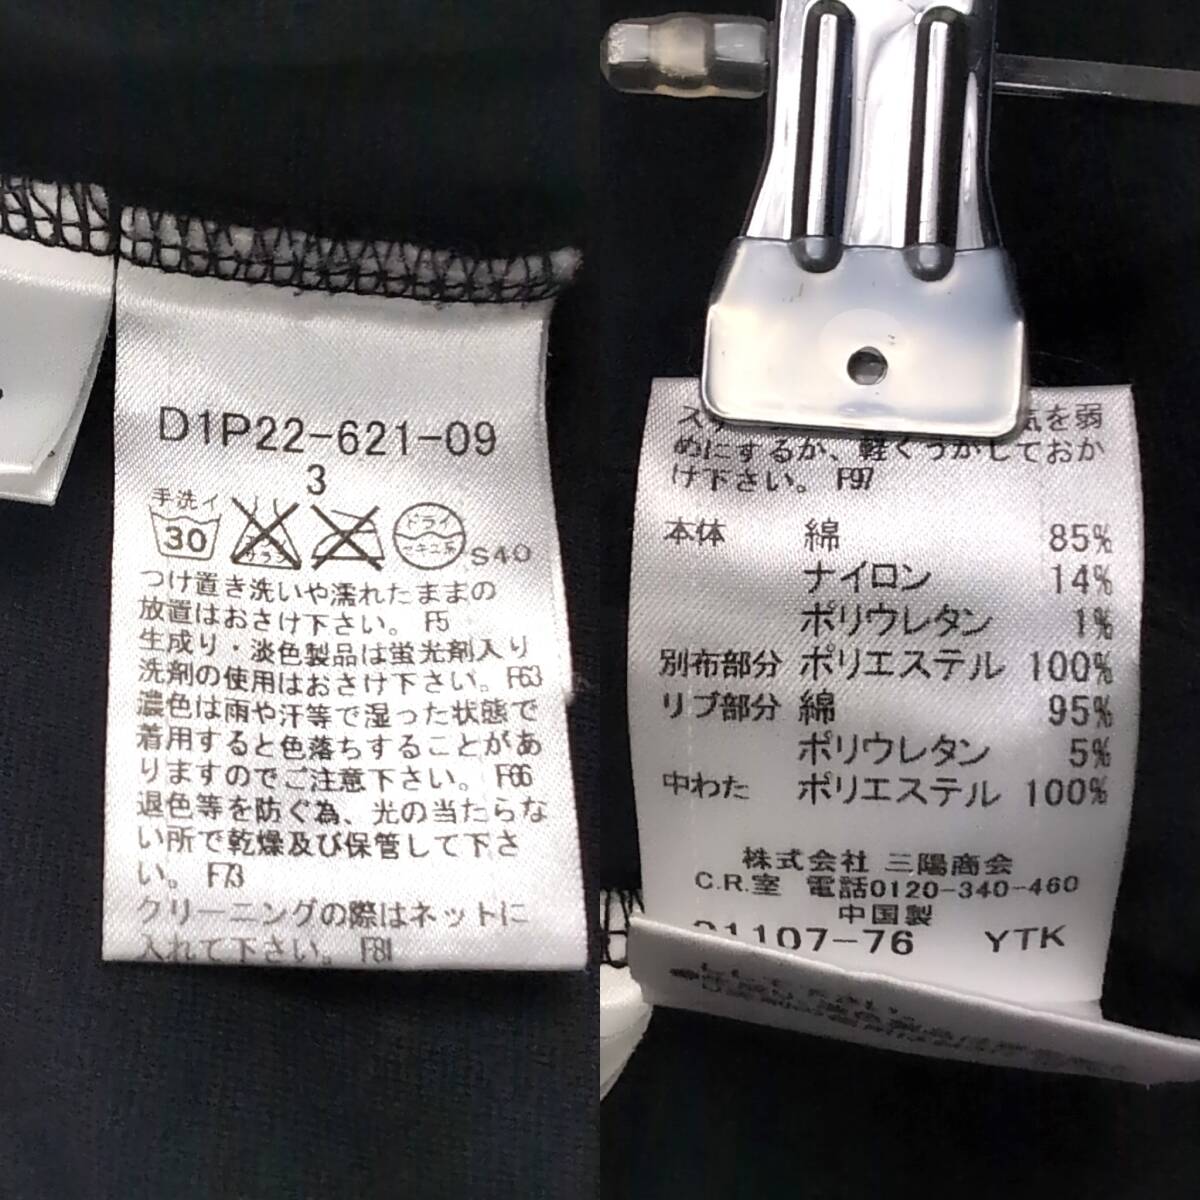 D1P22-621-09
3
手洗イ
30
エンソ
サラシ
ドライ
セキユ系
S40
つけ置き洗いや濡れたままの
放置はおさけ下さい。 F5
生成り・淡色製品は蛍光剤入り
洗剤の使用はおさけ下さい。F63
濃色は雨や汗等で湿った状態で
着用すると色落ちすることがあ
りますのでご注意下さい。 F66
退色等を防ぐ為、光の当たらな
い所で乾燥及び保管して下さ
い。 F73
クリーニングの際はネットに
入れて下さい。 F81
気を弱
めにするか、軽くうかしておか
け下さい。 F97
本体 綿 85%
ナイロン 14%
ポリウレタン 1%
別布部分 ポリエステル 100%
リブ部分 綿 95%
ポリウレタン 5%
中わた ポリエステル 100%
株式会社 三陽商会
C.R.室 電話0120-340-460
中国製
1107-76 YTK